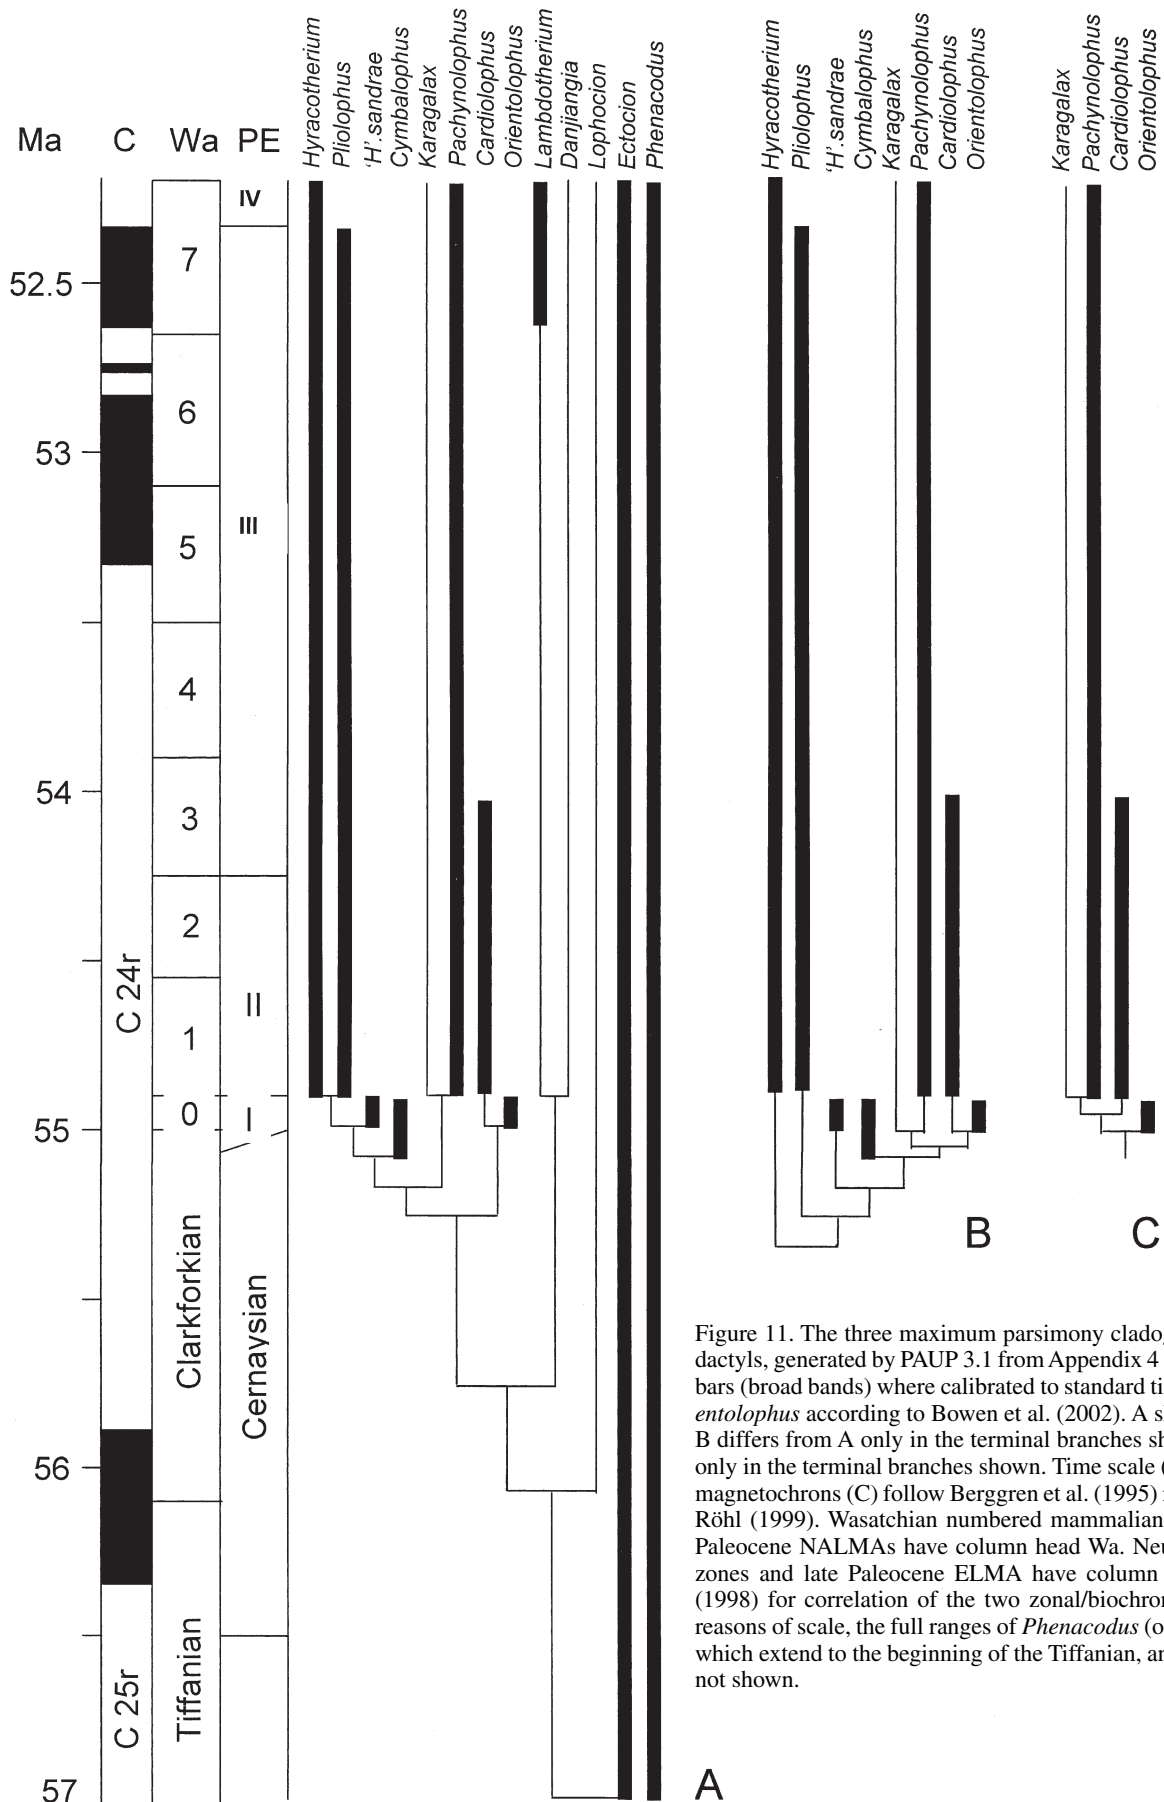 Ma C Wa PE
Hyracotherium
Pliolophus
'H'.sandrae
Cymbalophus
Karagalax
Pachynolophus
Cardiolophus
Orientolophus
Lambdotherium
Danjiangia
Lophocion
Ectocion
Phenacodus
Hyracotherium
Pliolophus
'H'.sandrae
Cymbalophus
Karagalax
Pachynolophus
Cardiolophus
Orientolophus
Karagalax
Pachynolophus
Cardiolophus
Orientolophus
IV
7
52.5
6
53
III
5
4
54
3
2
C 24r
II
1
0
I
55
B
C
Clarkforkian
Cernaysian
56
Tiffanian
C 25r
57
A
Figure 11. The three maximum parsimony cladog
dactyls, generated by PAUP 3.1 from Appendix 4
bars (broad bands) where calibrated to standard ti
entolophus according to Bowen et al. (2002). A s
B differs from A only in the terminal branches sh
only in the terminal branches shown. Time scale (
magnetochrons (C) follow Berggren et al. (1995)
Röhl (1999). Wasatchian numbered mammalian
Paleocene NALMAs have column head Wa. Neu
zones and late Paleocene ELMA have column
(1998) for correlation of the two zonal/biochron
reasons of scale, the full ranges of Phenacodus (o
which extend to the beginning of the Tiffanian, an
not shown.